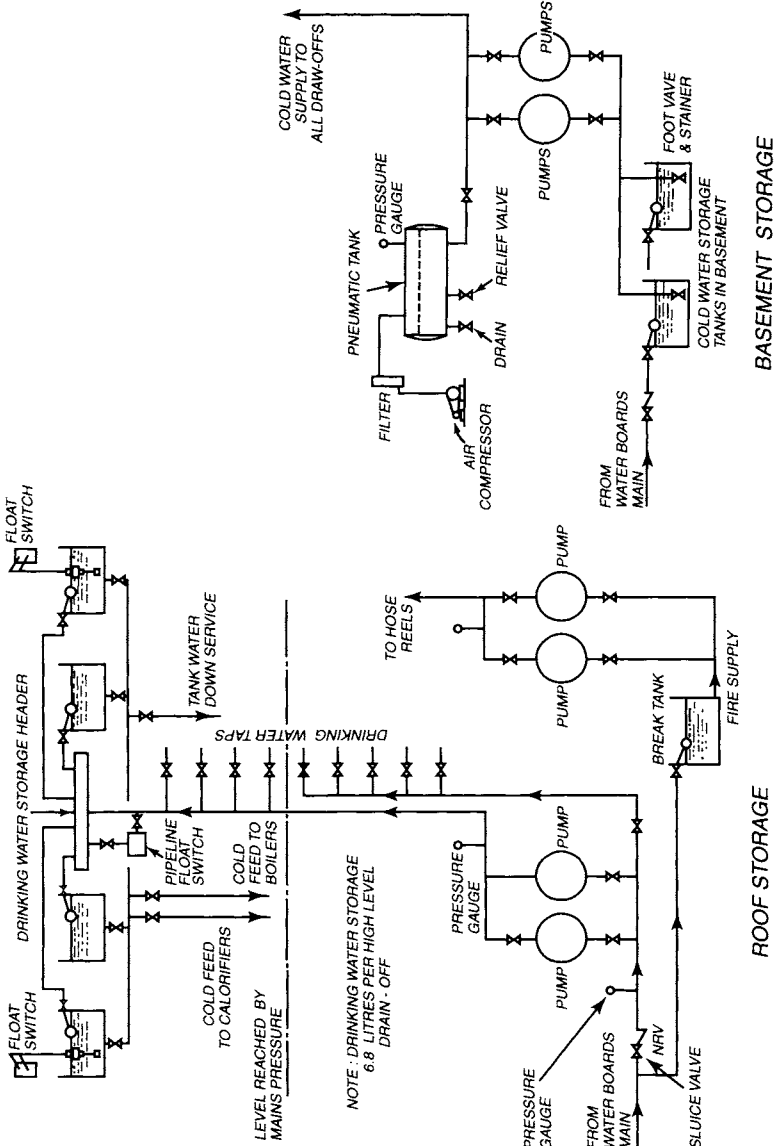 FLOAT
SWITCH
DRINKING WATER STORAGE HEADER
FLOAT
SWITCH
PIPELINE
FLOAT
SWITCH
TANK WATER
DOWN SERVICE
COLD FEED
TO CALORIFIERS
COLD FEED TO
BOILERS
LEVEL REACHED BY
MAINS PRESSURE
DRINKING WATER TAPS
NOTE : DRINKING WATER STORAGE
6.8 LITRES PER HIGH LEVEL
DRAIN - OFF
PRESSURE
GAUGE
TO HOSE
REELS
PUMP
PUMP
PUMP
PUMP
PRESSURE
GAUGE
FROM
WATER BOARDS
MAIN
NRV
SLUICE VALVE
BREAK TANK
FIRE SUPPLY
ROOF STORAGE
COLD WATER
SUPPLY TO
ALL DRAW-OFFS
PNEUMATIC TANK
PRESSURE
GAUGE
FILTER
AIR
COMPRESSOR
DRAIN
RELIEF VALVE
PUMPS
PUMPS
FROM
WATER BOARDS
MAIN
COLD WATER STORAGE
TANKS IN BASEMENT
FOOT VAVE
& STAINER
BASEMENT STORAGE